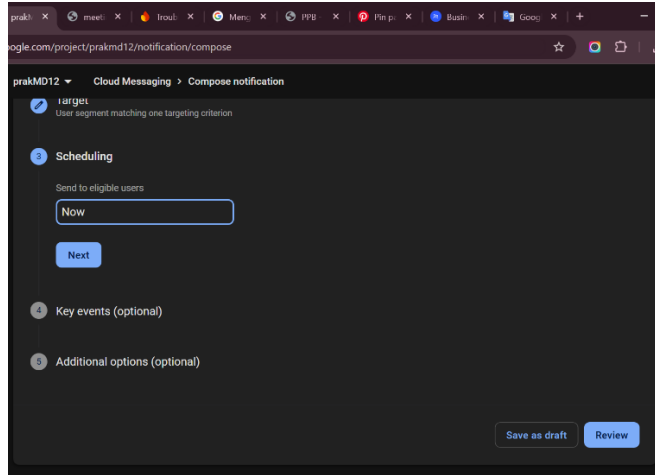 prakM
meeti
Troub
Meng
PPB
Pin pa
Busine
Goog
ogle.com/project/prakmd12/notification/compose
prakMD12 Cloud Messaging > Compose notification
Target
User segment matching one targeting criterion
3 Scheduling
Send to eligible users
Now
Next
4 Key events (optional)
5 Additional options (optional)
Save as draft Review